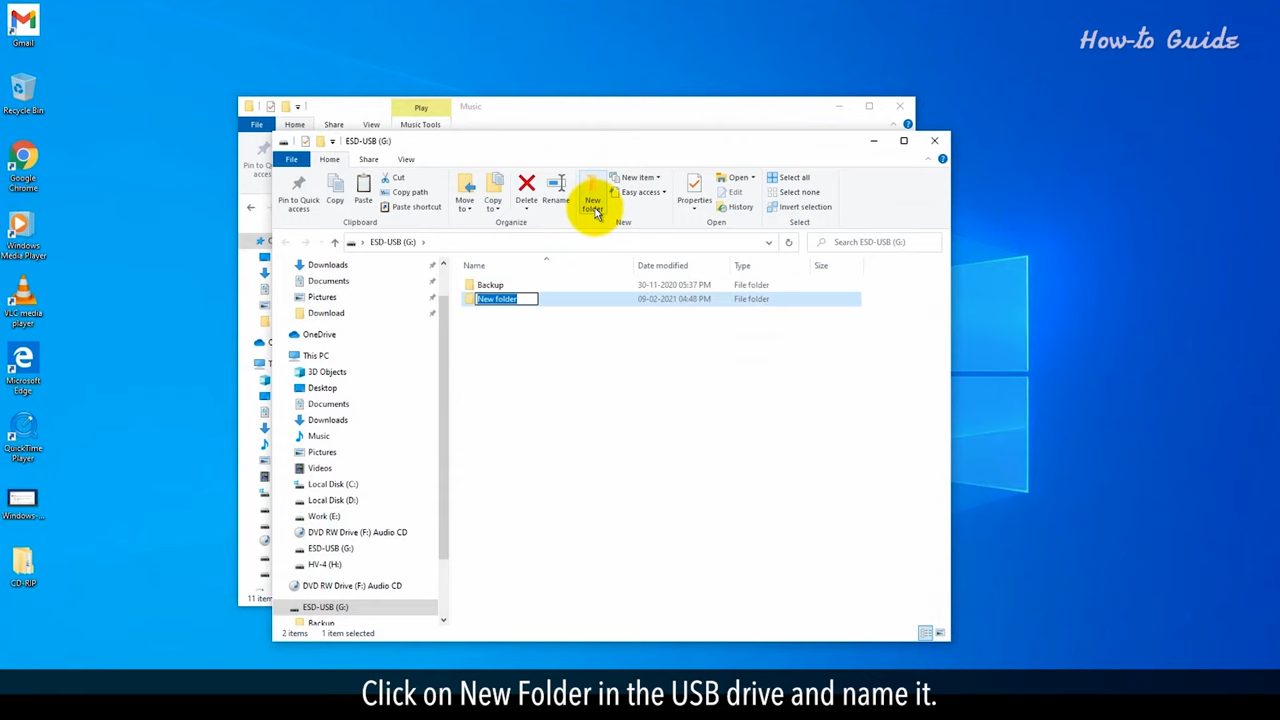 Gmail
Recycle Bin
Google
Chrome
Windows
Media Player
VLC media
player
Microsoft
Edge
QuickTime
Player
Windows-...
CD-RIP
How-to Guide
Play
Music
File
Home
Share
View
Music Tools
Pin to Quick
access
11 items
ESD-USB (G:)
File
Home
Share
View
Pin to Quick
access
Copy
Paste
Cut
Copy path
Paste shortcut
Clipboard
Move
to
Copy
to
Delete
Rename
Organize
New
folder
New item
Easy access
New
Properties
Open
Edit
History
Open
Select all
Select none
Invert selection
Select
ESD-USB (G:)
Search ESD-USB (G:)
Name
Date modified
Type
Size
Backup
30-11-2020 05:37 PM
File folder
New folder
09-02-2021 04:48 PM
File folder
Downloads
Documents
Pictures
Download
OneDrive
This PC
3D Objects
Desktop
Documents
Downloads
Music
Pictures
Videos
Local Disk (C:)
Local Disk (D:)
Work (E:)
DVD RW Drive (F:) Audio CD
ESD-USB (G:)
HV-4 (H:)
DVD RW Drive (F:) Audio CD
ESD-USB (G:)
Backup
2 items
1 item selected
Click on New Folder in the USB drive and name it.